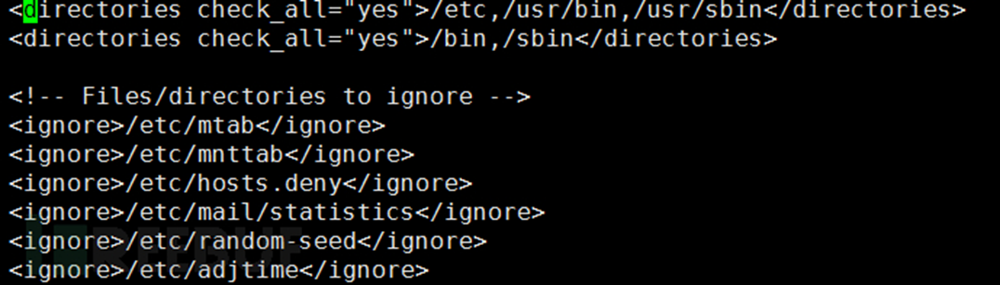 <directories check_all="yes">/etc,/usr/bin,/usr/sbin</directories>
<directories check_all="yes">/bin,/sbin</directories>
<!-- Files/directories to ignore -->
<ignore>/etc/mtab</ignore>
<ignore>/etc/mnttab</ignore>
<ignore>/etc/hosts.deny</ignore>
<ignore>/etc/mail/statistics</ignore>
<ignore>/etc/random-seed</ignore>
<ignore>/etc/adjtime</ignore>